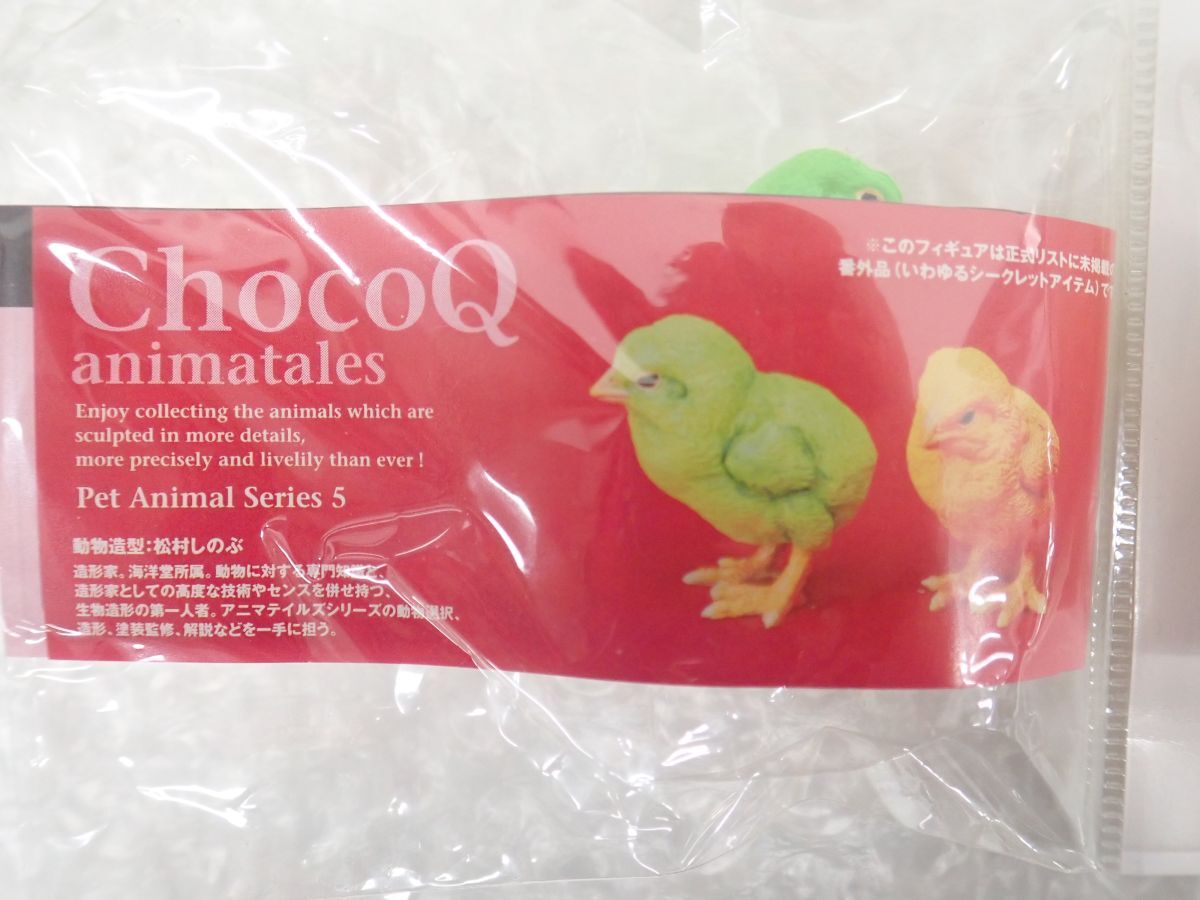 ChocoQ
animatales
Enjoy collecting the animals which are
sculpted in more details,
more precisely and livelily than ever !
Pet Animal Series 5
動物造型:松村しのぶ
造形家。海洋堂所属。動物に対する専門知識と、
造形家としての高度な技術やセンスを併せ持つ、
生物造形の第一人者。アニマテイルズシリーズの動物選択、
造形、塗装監修、解説などを一手に担う。
※このフィギュアは正式リストに未掲載の
番外品(いわゆるシークレットアイテム)です